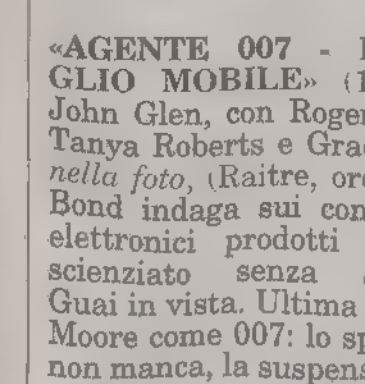 «AGENTE 007 -
GLIO MOBILE» (1
John Glen, con Roger
Tanya Roberts e Gra
nella foto, (Raitre, or
Bond indaga sui con
elettronici prodotti
scienziato senza
Guai in vista. Ultima
Moore come 007: lo sp
non manca, la suspens